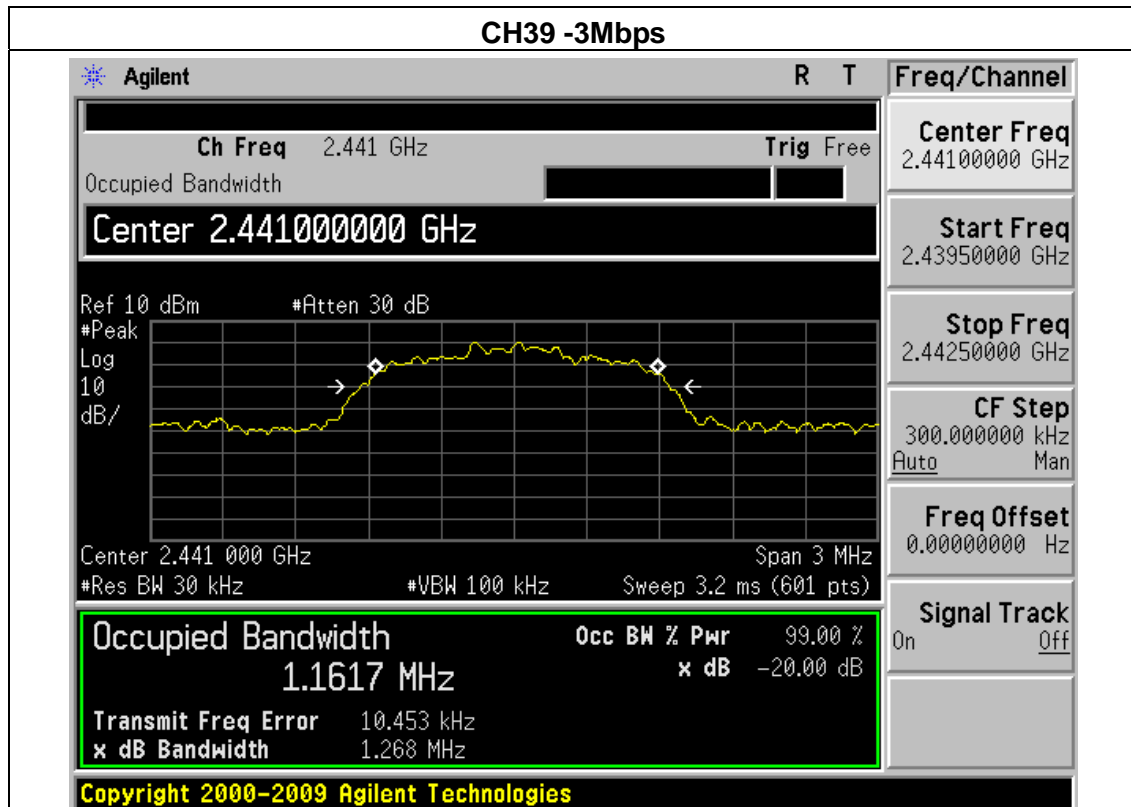 CH39 -3Mbps
Agilent R T
Ch Freq 2.441 GHz Trig Free
Occupied Bandwidth
Center 2.441000000 GHz
Ref 10 dBm #Atten 30 dB
#Peak
Log
10
dB/
Center 2.441 000 GHz Span 3 MHz
#Res BW 30 kHz #VBW 100 kHz Sweep 3.2 ms (601 pts)
Occupied Bandwidth Occ BW % Pwr 99.00 %
1.1617 MHz x dB -20.00 dB
Transmit Freq Error 10.453 kHz
x dB Bandwidth 1.268 MHz
Copyright 2000-2009 Agilent Technologies
Freq/Channel
Center Freq
2.44100000 GHz
Start Freq
2.43950000 GHz
Stop Freq
2.44250000 GHz
CF Step
300.000000 kHz
Auto Man
Freq Offset
0.00000000 Hz
Signal Track
On Off